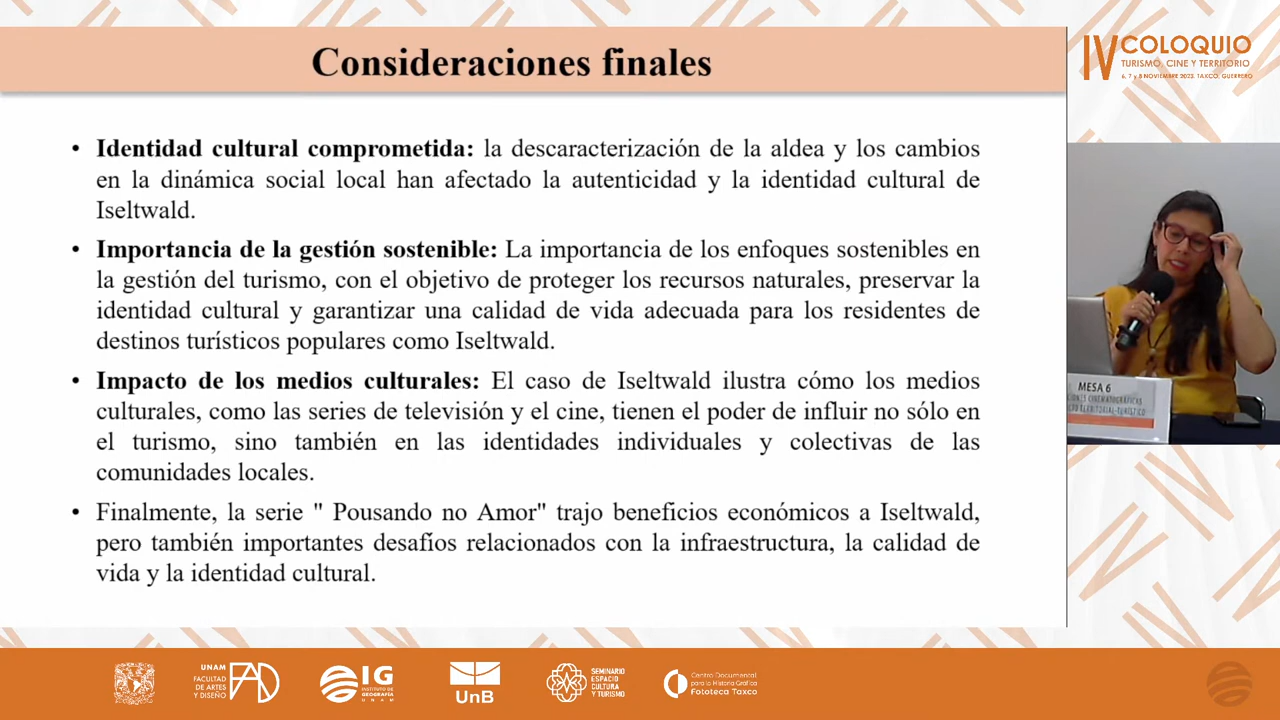 Consideraciones finales
• Identidad cultural comprometida: la descaracterización de la aldea y los cambios
en la dinámica social local han afectado la autenticidad y la identidad cultural de
Iseltwald.
• Importancia de la gestión sostenible: La importancia de los enfoques sostenibles en
la gestión del turismo, con el objetivo de proteger los recursos naturales, preservar la
identidad cultural y garantizar una calidad de vida adecuada para los residentes de
destinos turísticos populares como Iseltwald.
• Impacto de los medios culturales: El caso de Iseltwald ilustra cómo los medios
culturales, como las series de televisión y el cine, tienen el poder de influir no sólo en
el turismo, sino también en las identidades individuales y colectivas de las
comunidades locales.
• Finalmente, la serie " Pousando no Amor" trajo beneficios económicos a Iseltwald,
pero también importantes desafíos relacionados con la infraestructura, la calidad de
vida y la identidad cultural.
IV COLOQUIO
TURISMO, CINE Y TERRITORIO
6, 7 y 8 NOVIEMBRE 2023. TAXCO, GUERRERO
MESA 6
CIONES CINEMATOGRÁFICAS
TERRITORIAL-TURÍSTICO
UNAM
FACULTAD
DE ARTES
Y DISEÑO
FAD
IG
INSTITUTO DE
GEOGRAFÍA
UNAM
UnB
SEMINARIO
ESPACIO
CULTURA
Y TURISMO
Centro Documental
para la Historia Gráfica
Fototeca Taxco